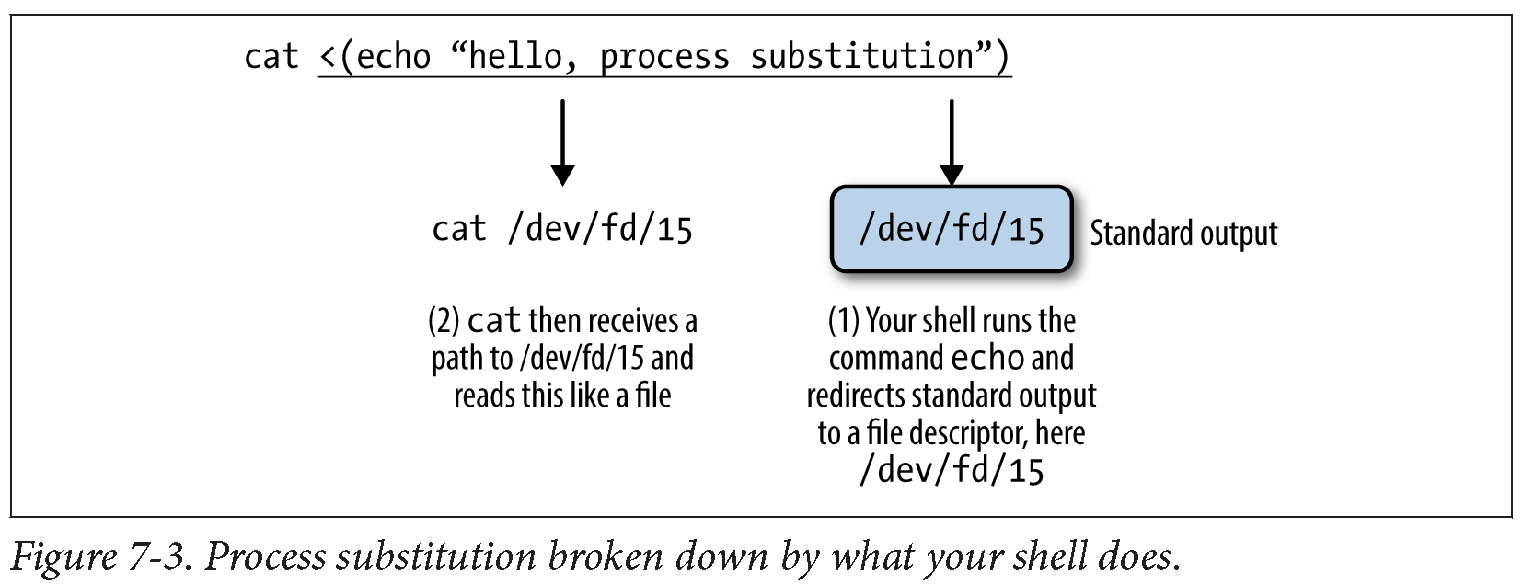 cat <(echo “hello, process substitution”)
cat /dev/fd/15
/dev/fd/15
Standard output
(2) cat then receives a
path to /dev/fd/15 and
reads this like a file
(1) Your shell runs the
command echo and
redirects standard output
to a file descriptor, here
/dev/fd/15
Figure 7-3. Process substitution broken down by what your shell does.